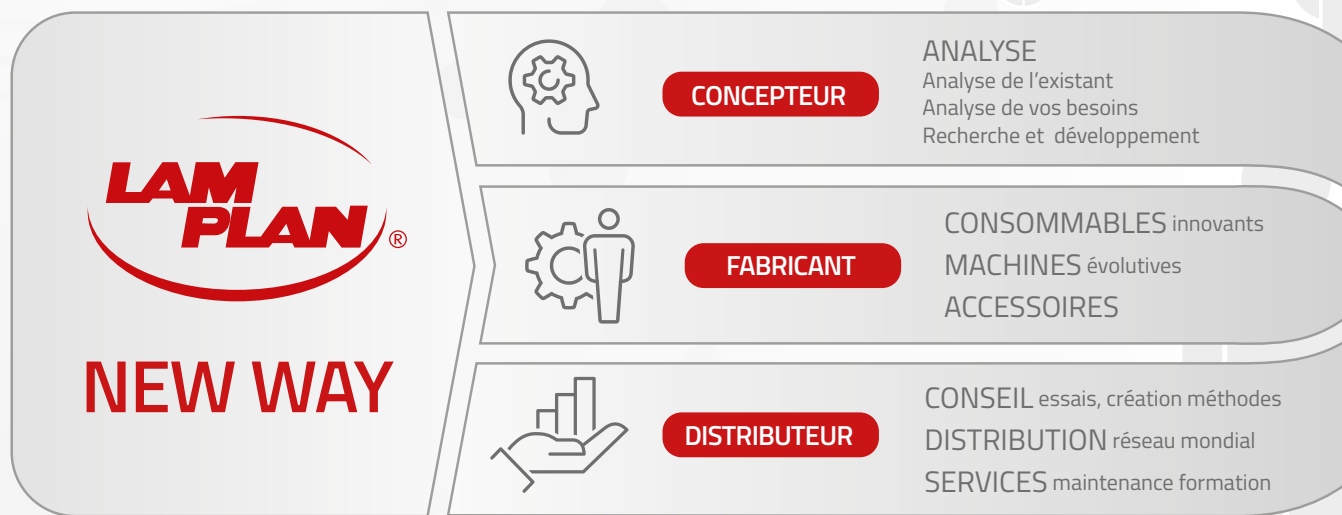 LAM
PLAN®
NEW WAY
CONCEPTEUR
ANALYSE
Analyse de l’existant
Analyse de vos besoins
Recherche et développement
FABRICANT
CONSOMMABLES innovants
MACHINES évolutives
ACCESSOIRES
DISTRIBUTEUR
CONSEIL essais, création méthodes
DISTRIBUTION réseau mondial
SERVICES maintenance formation